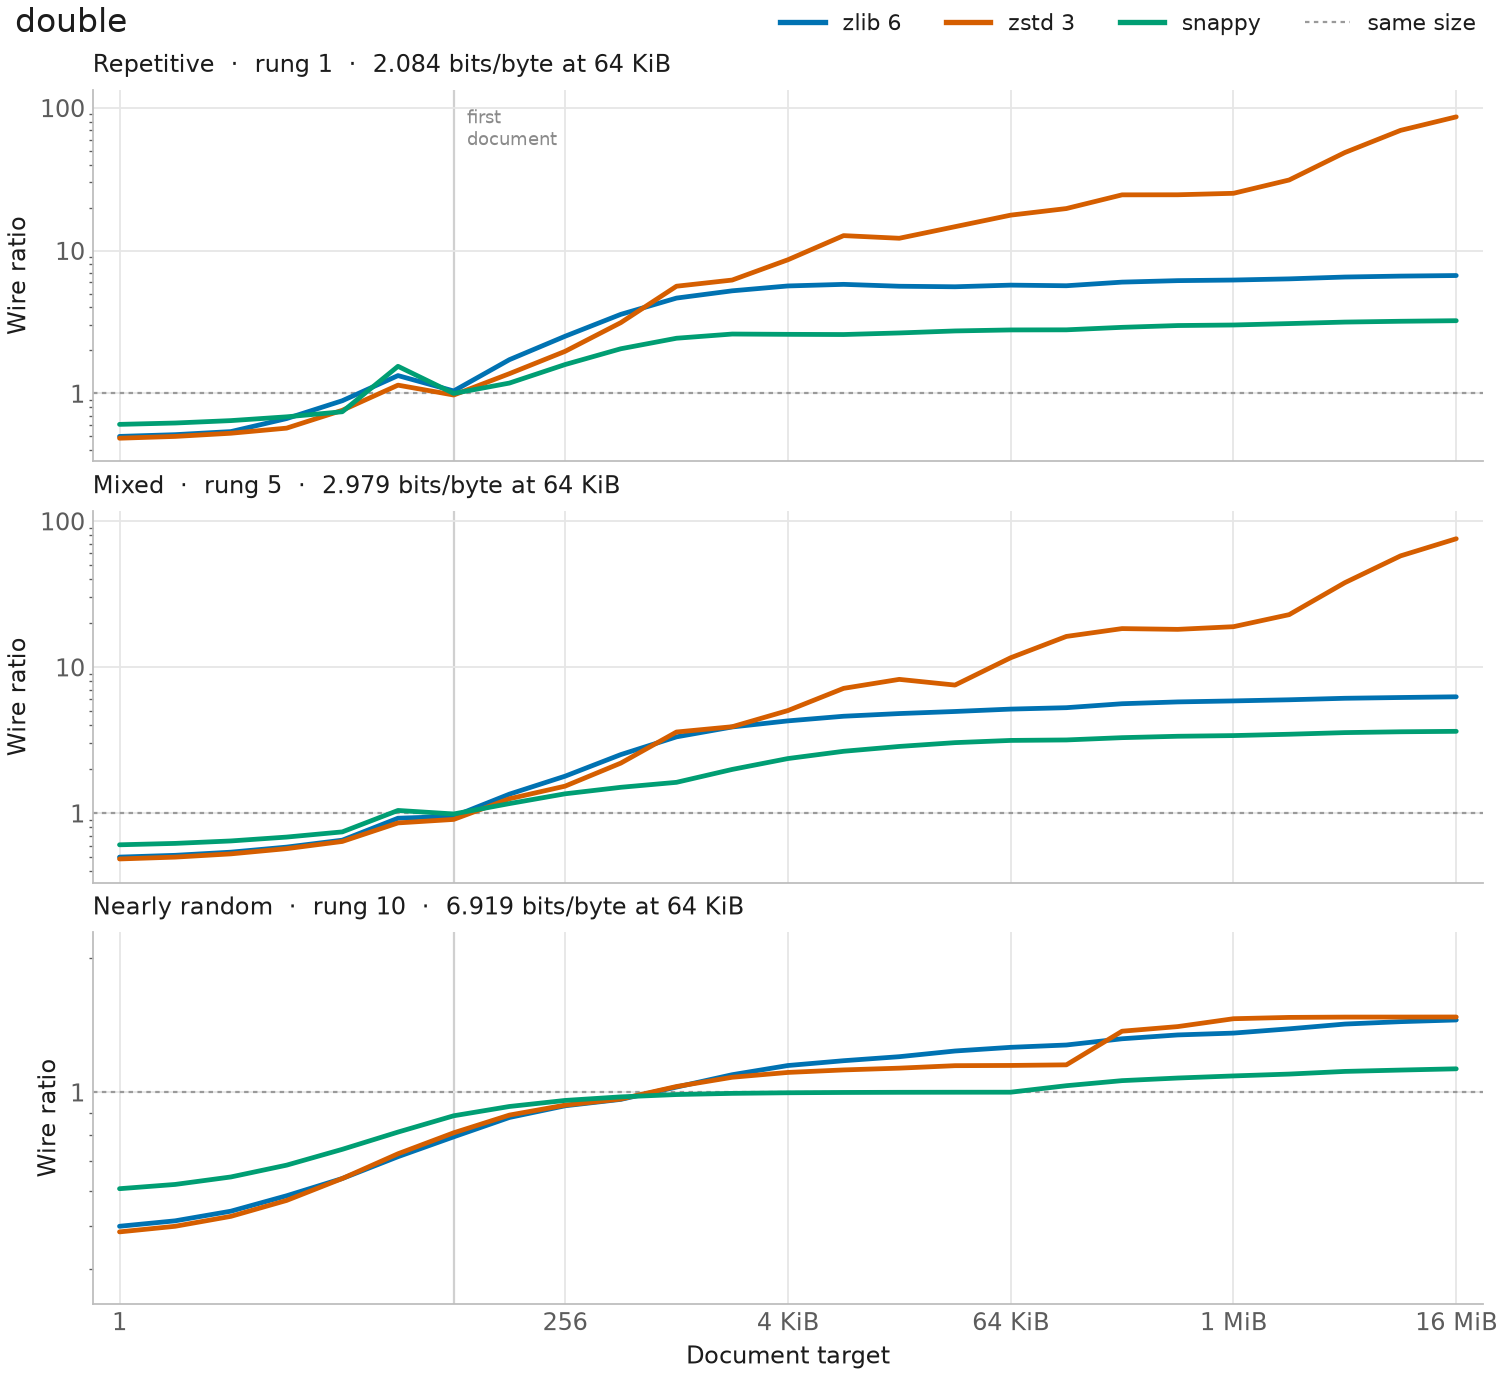 double
zlib 6
zstd 3
snappy
same size
Repetitive · rung 1 · 2.084 bits/byte at 64 KiB
Wire ratio
100
10
1
first
document
Mixed · rung 5 · 2.979 bits/byte at 64 KiB
Wire ratio
100
10
1
Nearly random · rung 10 · 6.919 bits/byte at 64 KiB
Wire ratio
1
1
256
4 KiB
64 KiB
1 MiB
16 MiB
Document target